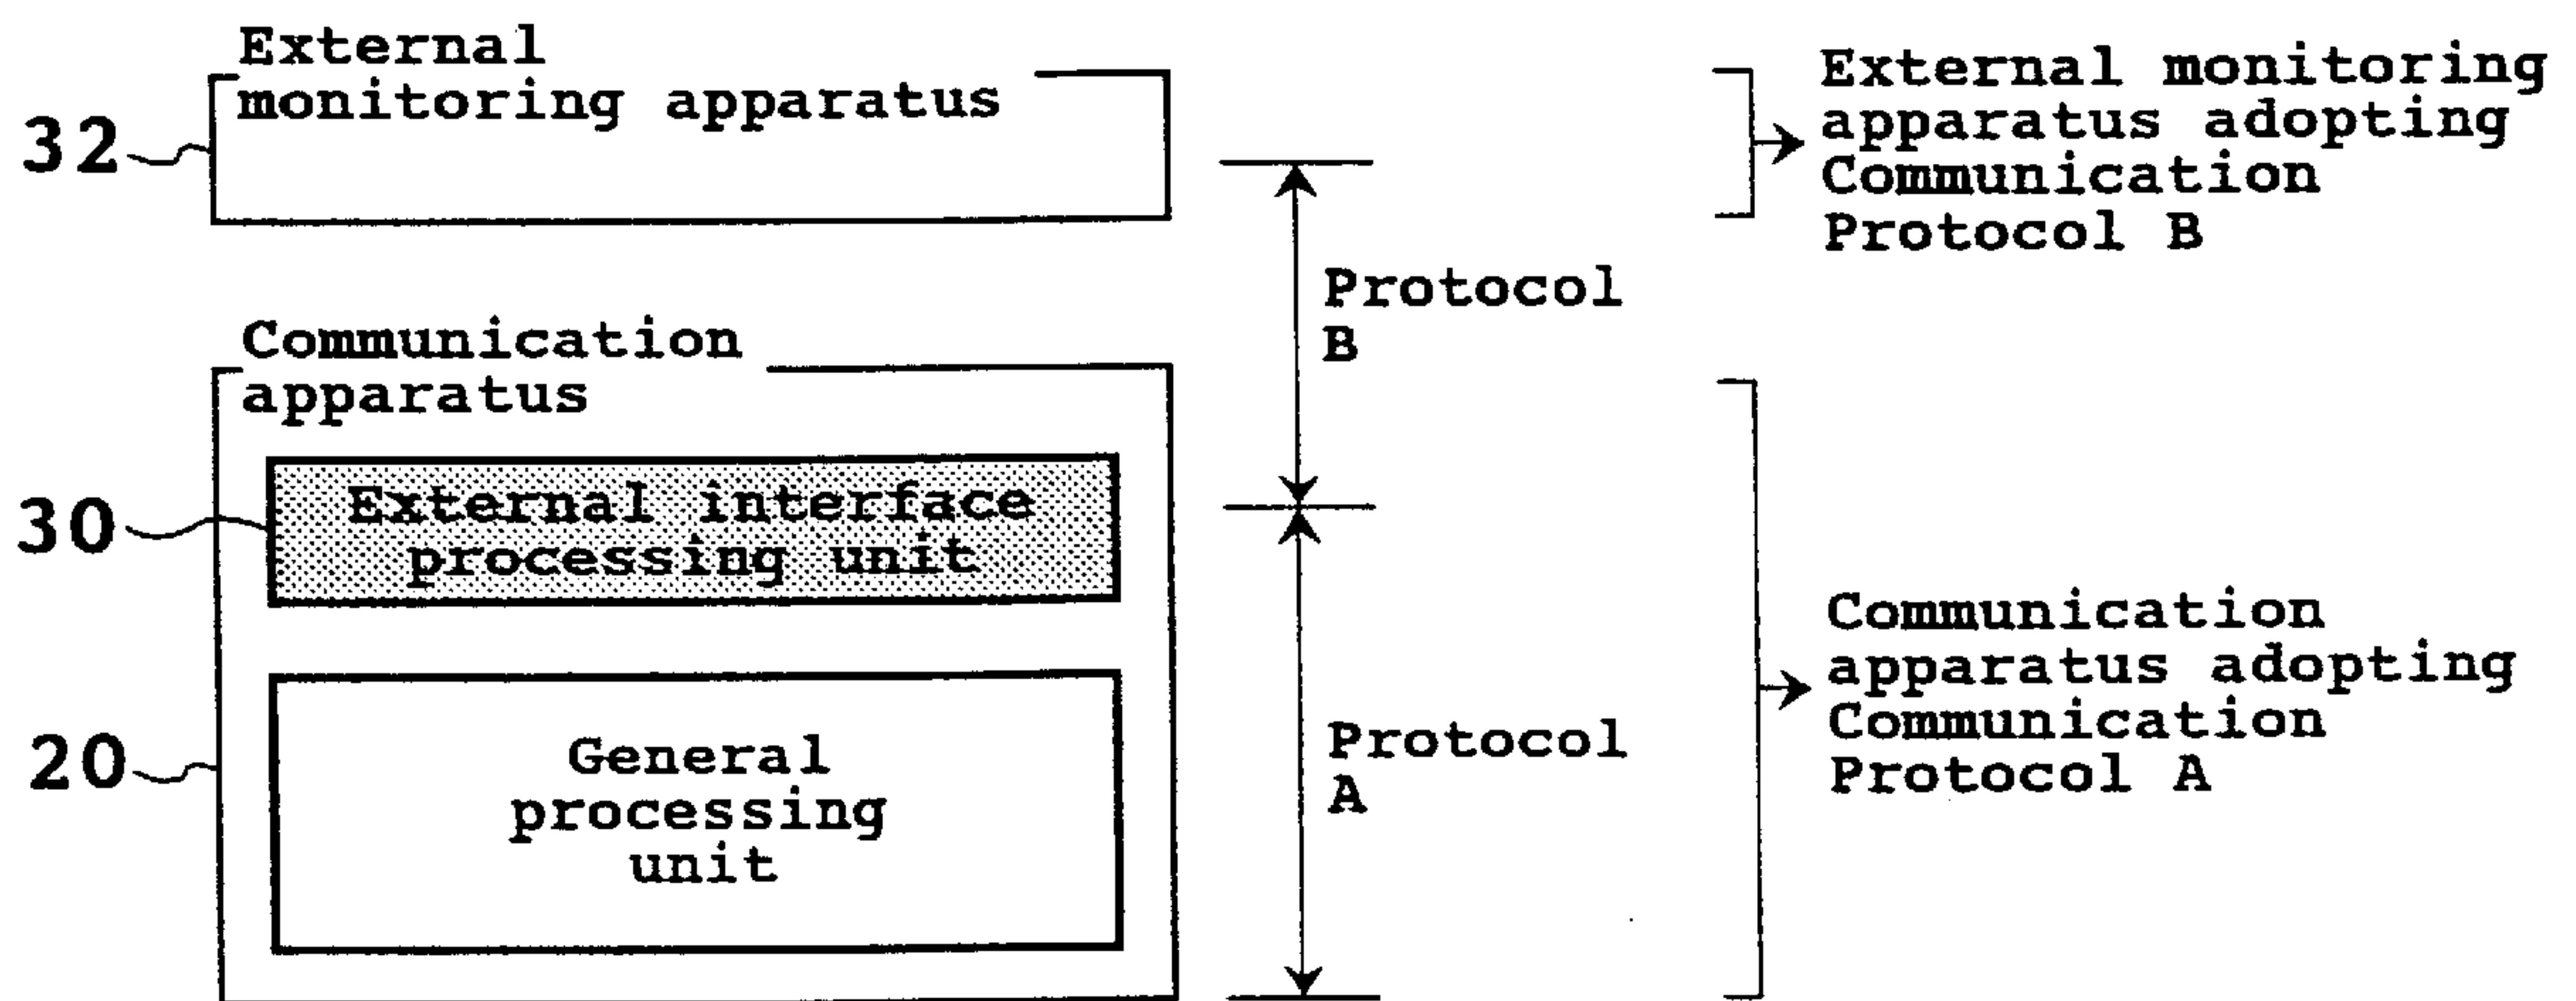 External
monitoring apparatus
32
External monitoring
apparatus adopting
Communication
Protocol B
Protocol
B
Communication
apparatus
30
External interface
processing unit
20
General
processing
unit
Protocol
A
Communication
apparatus adopting
Communication
Protocol A